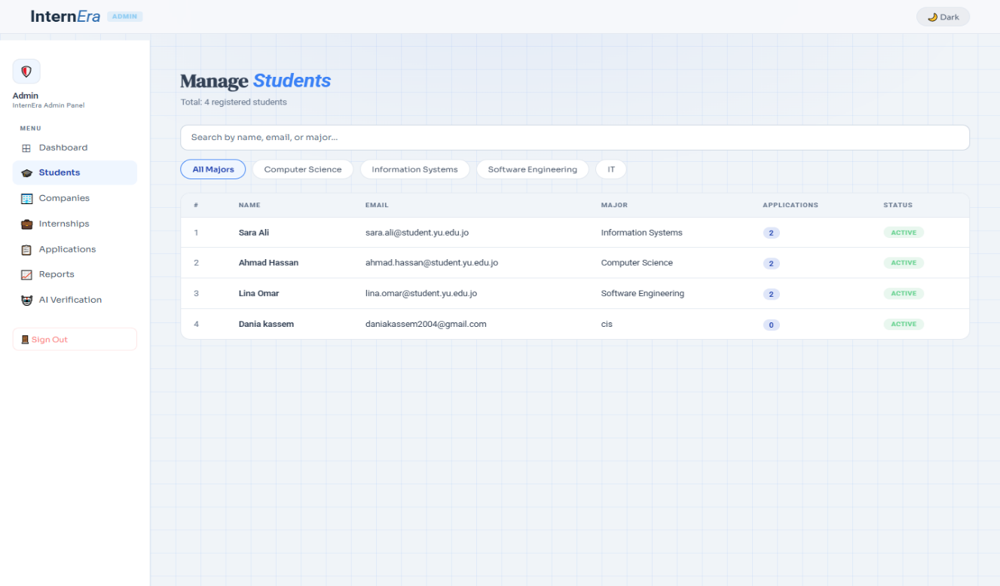 InternEra ADMIN
🌙 Dark
Admin
InternEra Admin Panel
MENU
Dashboard
Students
Companies
Internships
Applications
Reports
AI Verification
Sign Out
Manage Students
Total: 4 registered students
Search by name, email, or major...
All Majors Computer Science Information Systems Software Engineering IT
# NAME EMAIL MAJOR APPLICATIONS STATUS
1 Sara Ali sara.ali@student.yu.edu.jo Information Systems 2 ACTIVE
2 Ahmad Hassan ahmad.hassan@student.yu.edu.jo Computer Science 2 ACTIVE
3 Lina Omar lina.omar@student.yu.edu.jo Software Engineering 2 ACTIVE
4 Dania kassem daniakassem2004@gmail.com cis 0 ACTIVE